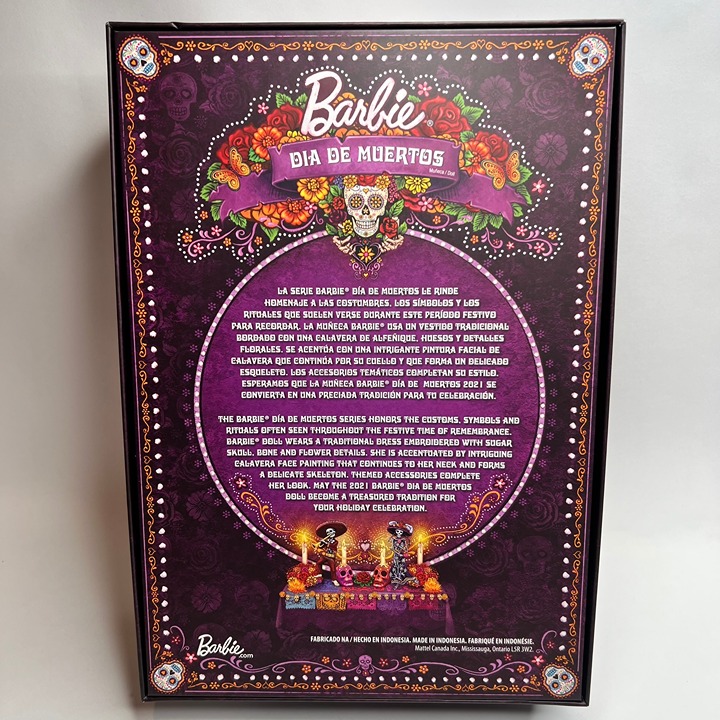 Barbie®
DIA DE MUERTOS
Muñeca / Doll
LA SERIE BARBIE® DÍA DE MUERTOS LE RINDE
HOMENAJE A LAS COSTUMBRES, LOS SÍMBOLOS Y LOS
RITUALES QUE SUELEN VERSE DURANTE ESTE PERÍODO FESTIVO
PARA RECORDAR. LA MUÑECA BARBIE® USA UN VESTIDO TRADICIONAL
BORDADO CON UNA CALAVERA DE ALFEÑIQUE, HUESOS Y DETALLES
FLORALES. SE ACENTÚA CON UNA INTRIGANTE PINTURA FACIAL DE
CALAVERA QUE CONTINÚA POR SU CUELLO Y QUE FORMA UN DELICADO
ESQUELETO. LOS ACCESORIOS TEMÁTICOS COMPLETAN SU ESTILO.
ESPERAMOS QUE LA MUÑECA BARBIE® DÍA DE MUERTOS 2021 SE
CONVIERTA EN UNA PRECIADA TRADICIÓN PARA TU CELEBRACIÓN.
THE BARBIE® DÍA DE MUERTOS SERIES HONORS THE CUSTOMS, SYMBOLS AND
RITUALS OFTEN SEEN THROUGHOUT THE FESTIVE TIME OF REMEMBRANCE.
BARBIE® DOLL WEARS A TRADITIONAL DRESS EMBROIDERED WITH SUGAR
SKULL, BONE AND FLOWER DETAILS. SHE IS ACCENTUATED BY INTRIGUING
CALAVERA FACE PAINTING THAT CONTINUES TO HER NECK AND FORMS
A DELICATE SKELETON. THEMED ACCESSORIES COMPLETE
HER LOOK. MAY THE 2021 BARBIE® DIA DE MUERTOS
DOLL BECOME A TREASURED TRADITION FOR
YOUR HOLIDAY CELEBRATION.
Barbie.com
FABRICADO NA / HECHO EN INDONESIA. MADE IN INDONESIA. FABRIQUÉ EN INDONÉSIE.
Mattel Canada Inc., Mississauga, Ontario L5R 3W2.